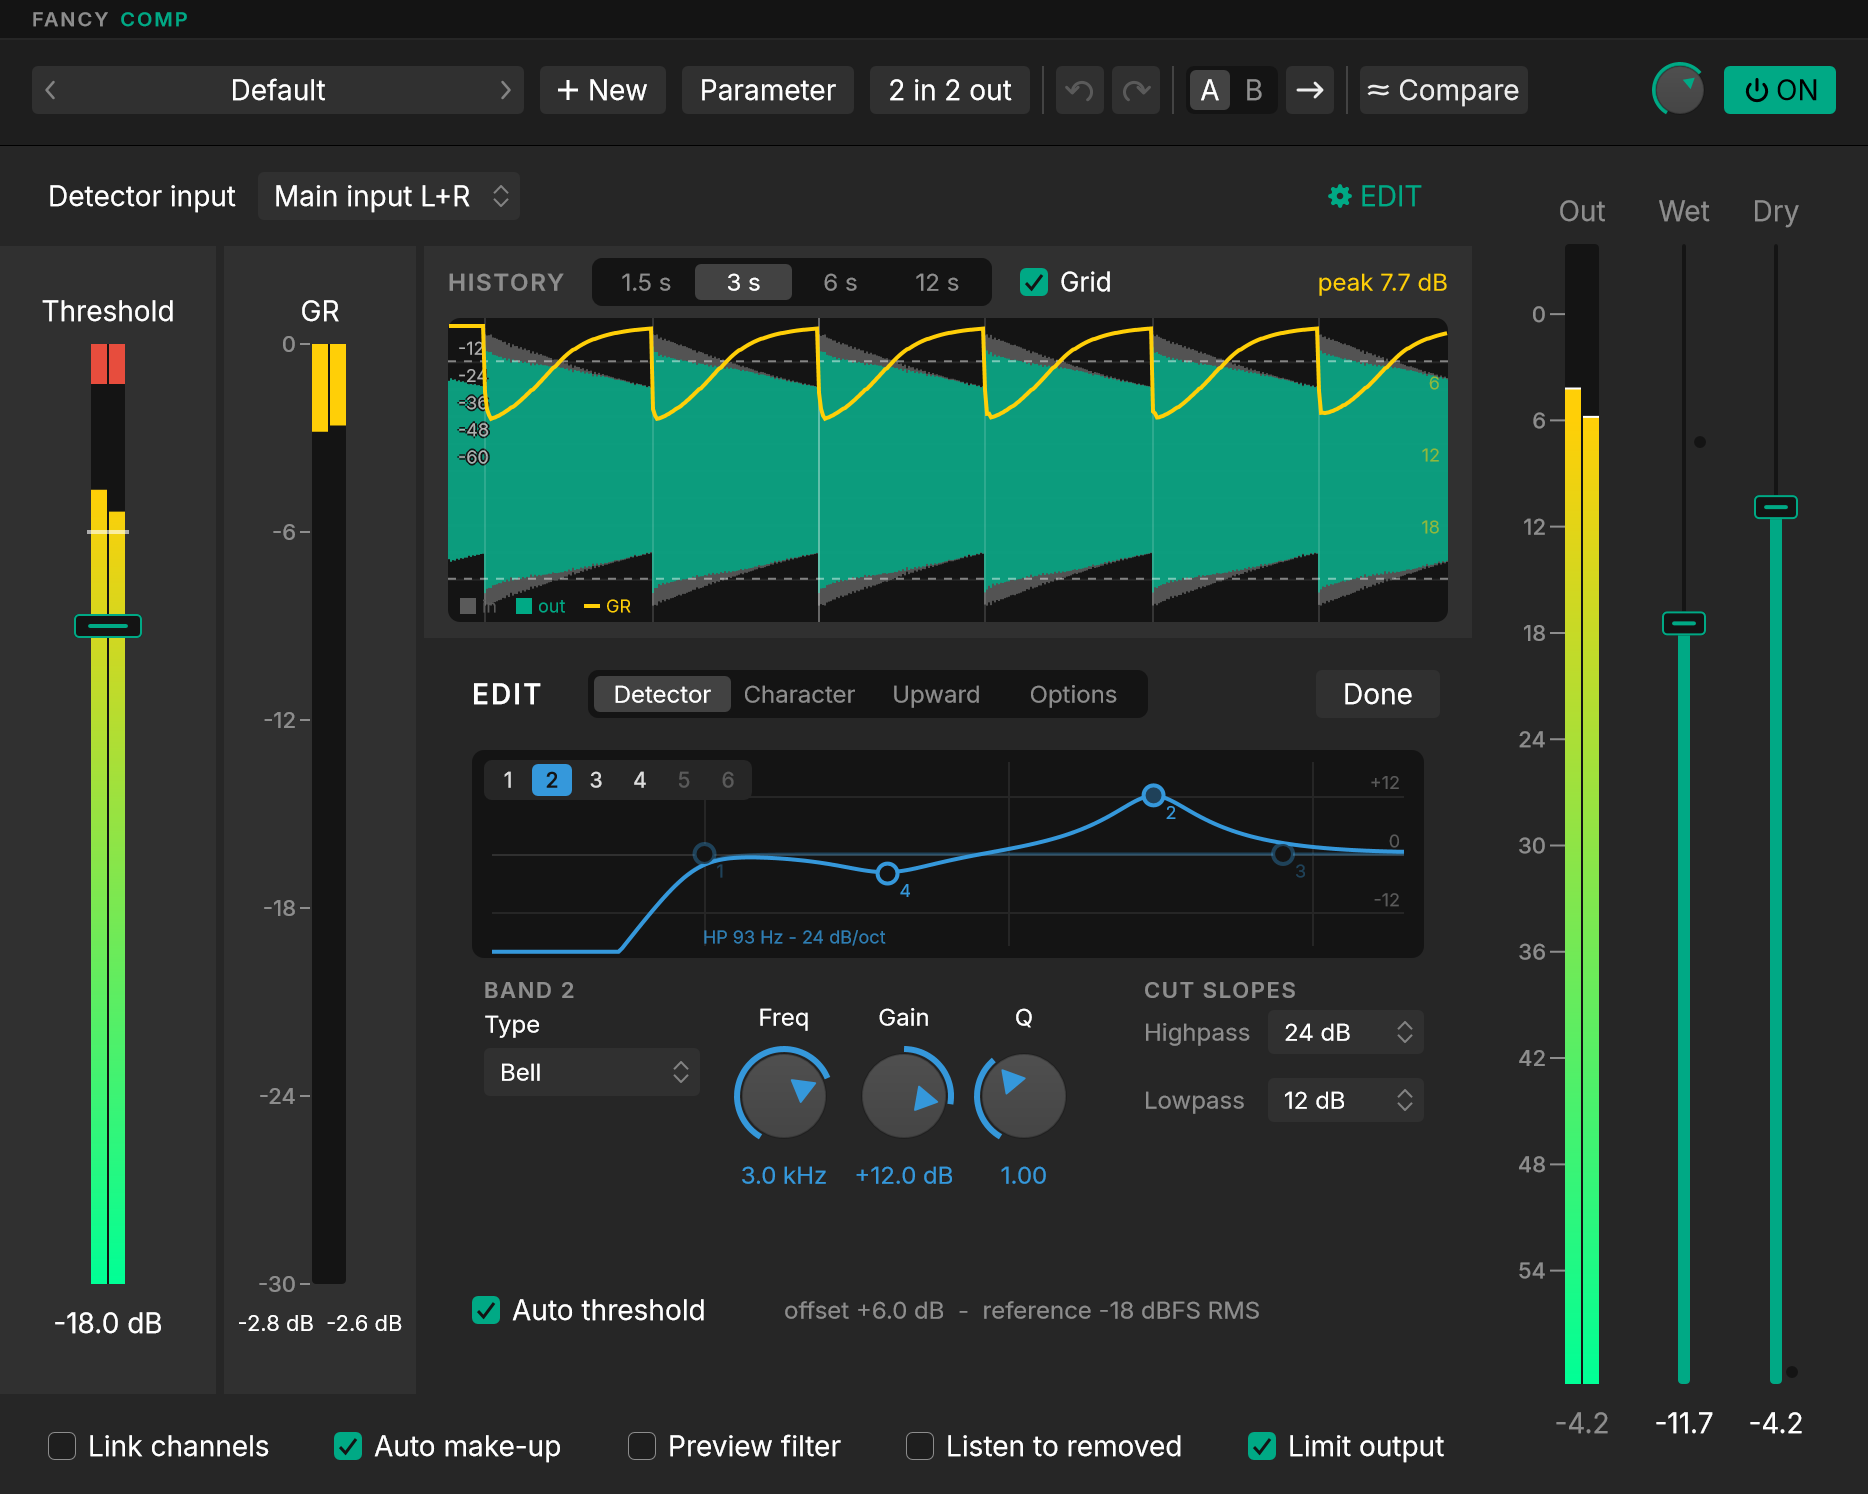 FANCY COMP
Default
+ New
Parameter
2 in 2 out
A B
→
≈ Compare
ON
Detector input
Main input L+R
EDIT
Out
Wet
Dry
Threshold
GR
0
-6
-12
-18
-24
-30
-18.0 dB
-2.8 dB -2.6 dB
HISTORY
1.5 s
3 s
6 s
12 s
Grid
peak 7.7 dB
-12
-24
-36
-48
-60
6
12
18
in
out
GR
EDIT
Detector
Character
Upward
Options
Done
1 2 3 4 5 6
+12
0
-12
1
2
3
4
HP 93 Hz - 24 dB/oct
BAND 2
Type
Bell
Freq
Gain
Q
3.0 kHz
+12.0 dB
1.00
CUT SLOPES
Highpass
24 dB
Lowpass
12 dB
Auto threshold
offset +6.0 dB - reference -18 dBFS RMS
0
6
12
18
24
30
36
42
48
54
-4.2
-11.7
-4.2
Link channels
Auto make-up
Preview filter
Listen to removed
Limit output